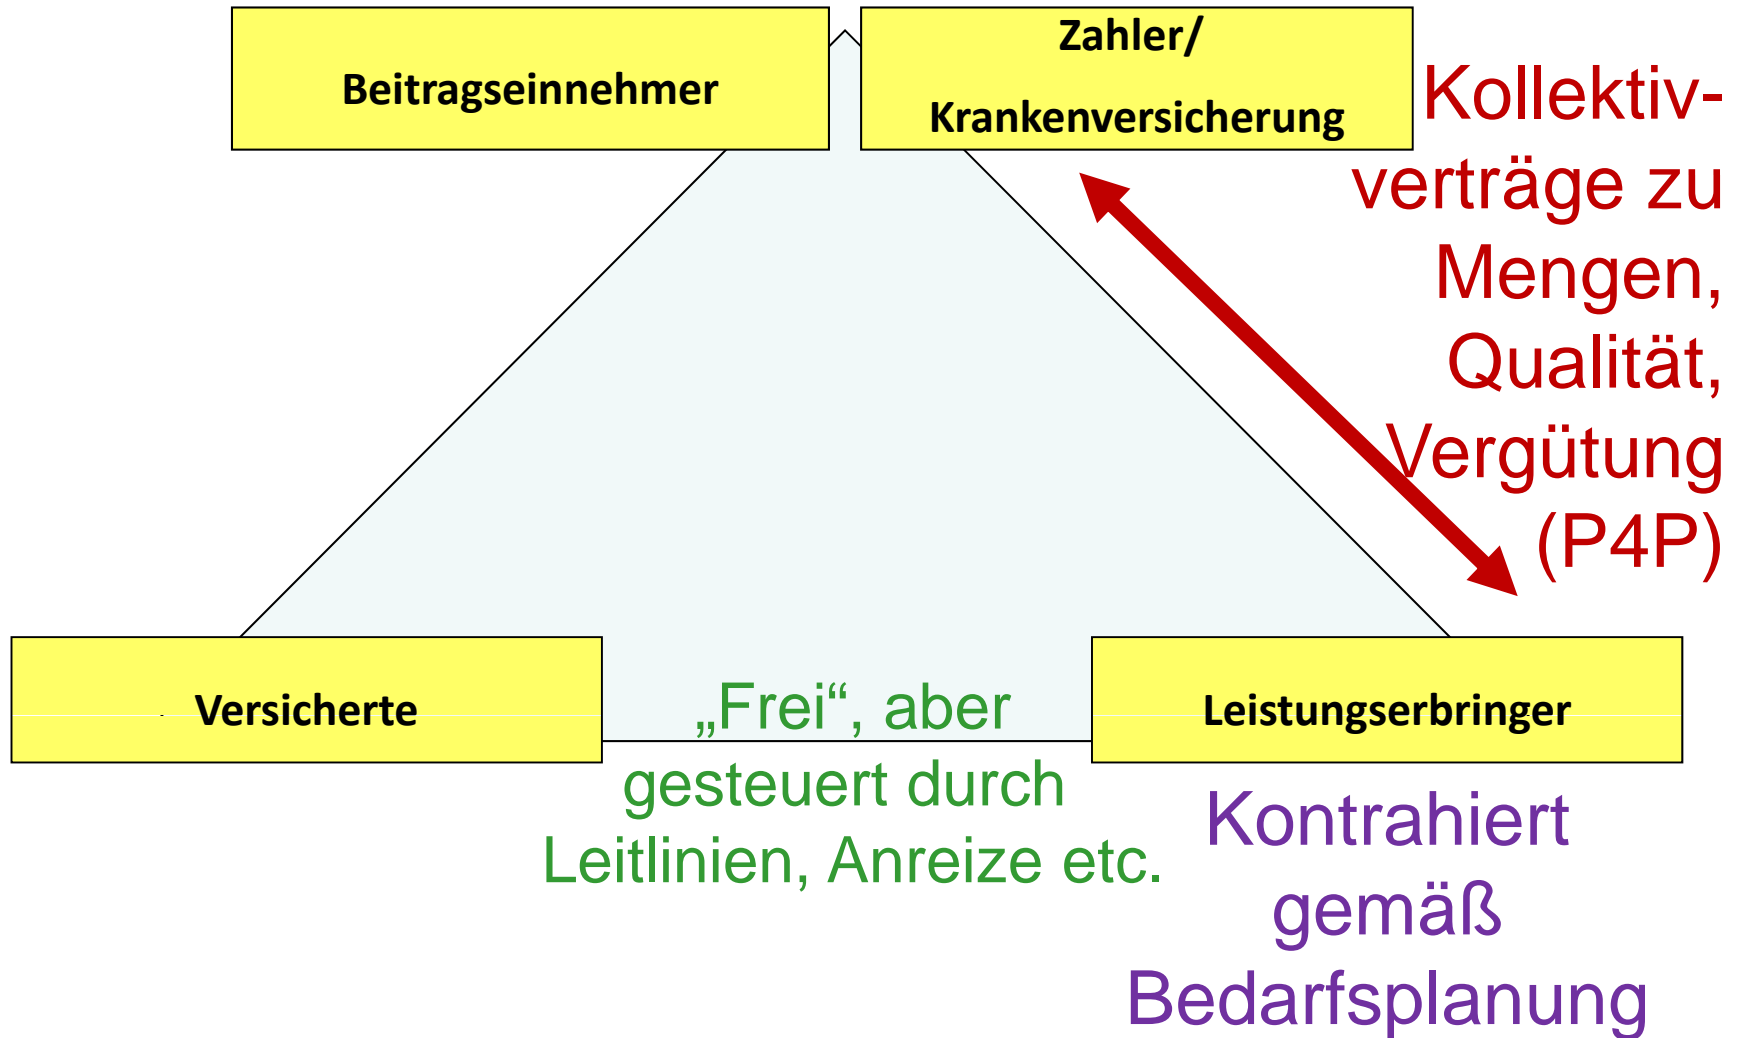 Beitragseinnehmer
Zahler/
Krankenversicherung
Kollektiv-
verträge zu
Mengen,
Qualität,
Vergütung
(P4P)
Versicherte
„Frei“, aber
gesteuert durch
Leitlinien, Anreize etc.
Leistungserbringer
Kontrahiert
gemäß
Bedarfsplanung